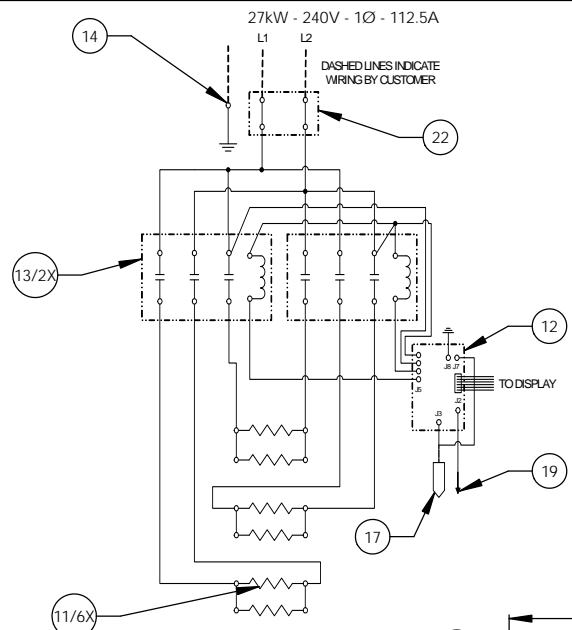 27kW - 240V - 1Ø - 112.5A
L1 L2
14
DASHED LINES INDICATE
WIRING BY CUSTOMER
22
13/2X
12
J8 J7
TO DISPLAY
J5
J2
J3
19
17
11/6X